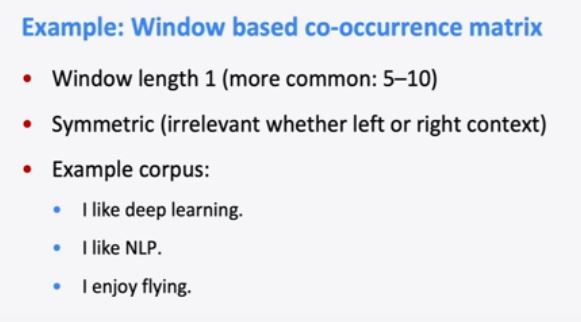 Example: Window based co-occurrence matrix
• Window length 1 (more common: 5–10)
• Symmetric (irrelevant whether left or right context)
• Example corpus:
• I like deep learning.
• I like NLP.
• I enjoy flying.